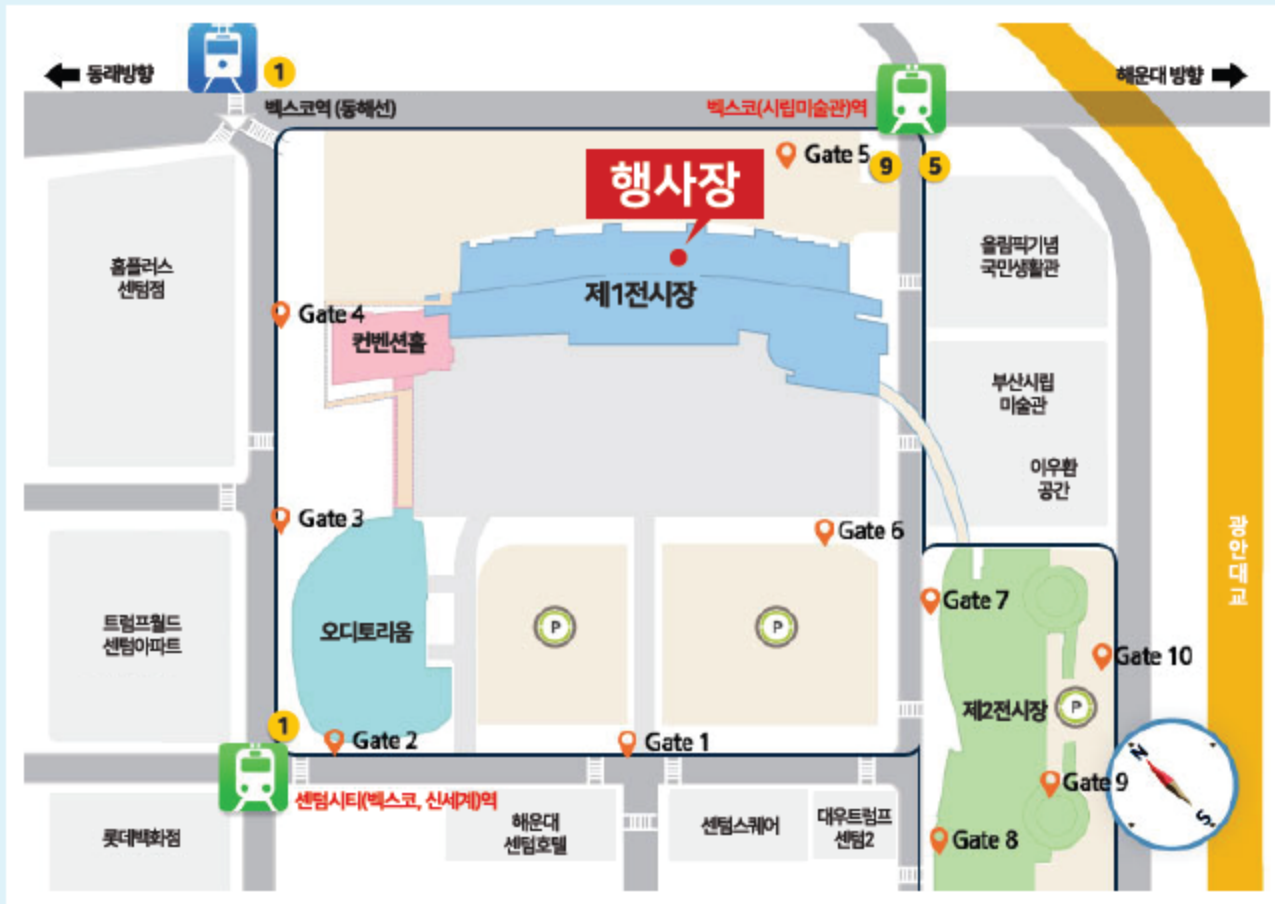 1
동래방향
해운대 방향
벡스코역 (동해선)
벡스코(시립미술관)역
Gate 5
9
5
행사장
올림픽기념
국민생활관
홈플러스
센텀점
제1전시장
Gate 4
컨벤션홀
부산시립
미술관
이우환
공간
Gate 3
Gate 6
광안대교
Gate 7
트럼프월드
센텀아파트
오디토리움
P
P
Gate 10
제2전시장
P
1
Gate 2
Gate 1
N
S
Gate 9
센텀시티(벡스코, 신세계)역
롯데백화점
해운대
센텀호텔
센텀스퀘어
대우트럼프
센텀2
Gate 8